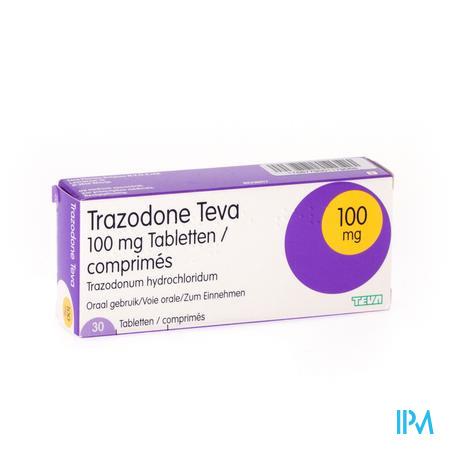 Trazodone Teva
100 mg Tabletten /
comprimés
Trazodonum hydrochloridum
Oraal gebruik/Voie orale/Zum Einnehmen
30 Tabletten / comprimés
100
mg
TEVA
Trazodone
Teva
100
IPM